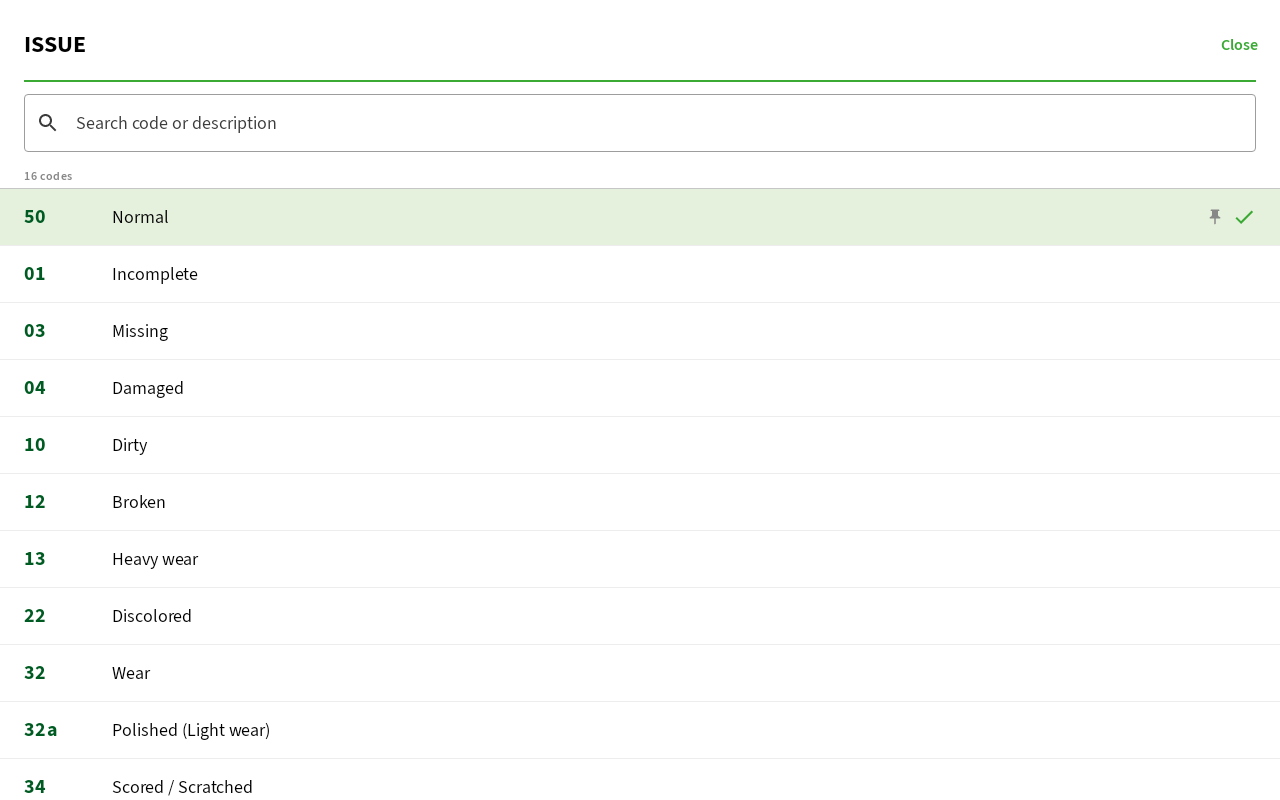 ISSUE
Close
Search code or description
16 codes
50 Normal
01 Incomplete
03 Missing
04 Damaged
10 Dirty
12 Broken
13 Heavy wear
22 Discolored
32 Wear
32a Polished (Light wear)
34 Scored / Scratched